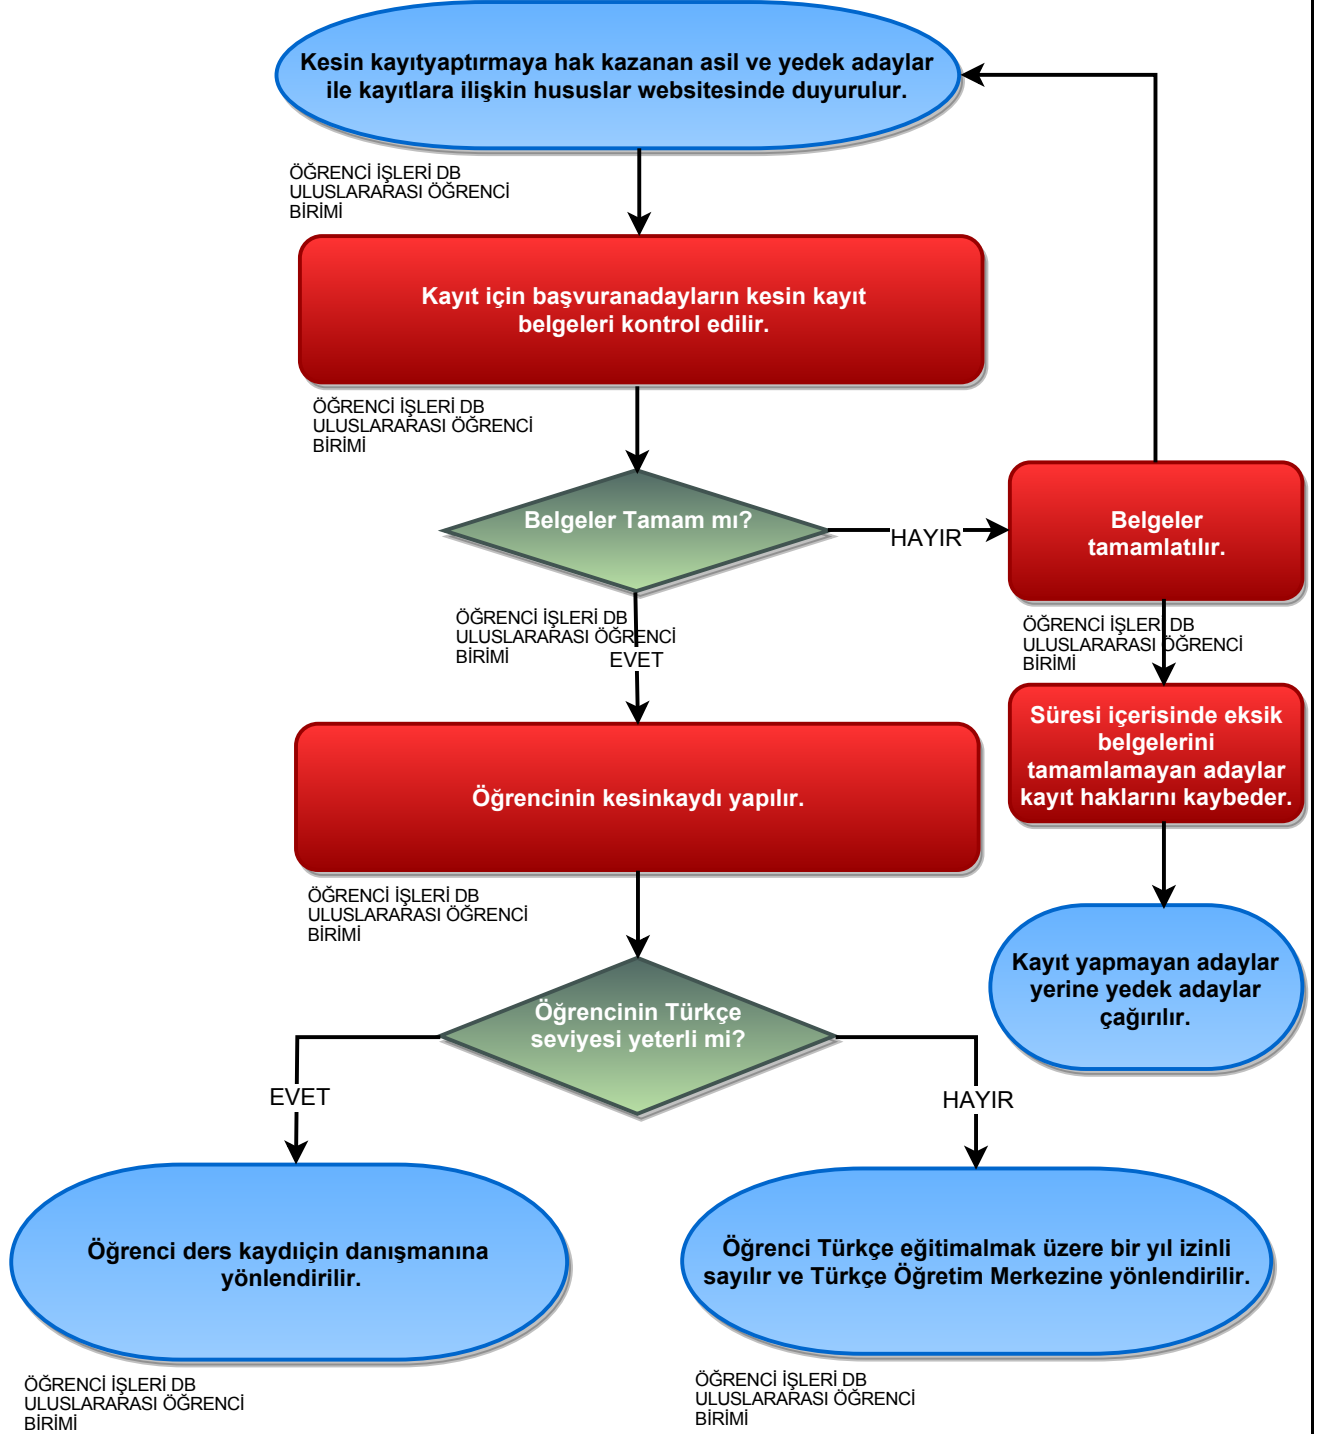 Kesin kayıtyaptırmaya hak kazanan asil ve yedek adaylar
ile kayıtlara ilişkin hususlar websitesinde duyurulur.
ÖĞRENCİ İŞLERİ DB
ULUSLARARASI ÖĞRENCİ
BİRİMİ
Kayıt için başvuranadayların kesin kayıt
belgeleri kontrol edilir.
ÖĞRENCİ İŞLERİ DB
ULUSLARARASI ÖĞRENCİ
BİRİMİ
Belgeler Tamam mı?
HAYIR
Belgeler
tamamlatılır.
ÖĞRENCİ İŞLERİ DB
ULUSLARARASI ÖĞRENCİ
BİRİMİ
EVET
ÖĞRENCİ İŞLERİ DB
ULUSLARARASI ÖĞRENCİ
BİRİMİ
Süresi içerisinde eksik
belgelerini
tamamlamayan adaylar
kayıt haklarını kaybeder.
Öğrencinin kesinkaydı yapılır.
ÖĞRENCİ İŞLERİ DB
ULUSLARARASI ÖĞRENCİ
BİRİMİ
Kayıt yapmayan adaylar
yerine yedek adaylar
çağırılır.
Öğrencinin Türkçe
seviyesi yeterli mi?
EVET
HAYIR
Öğrenci ders kaydıiçin danışmanına
yönlendirilir.
Öğrenci Türkçe eğitimalmak üzere bir yıl izinli
sayılır ve Türkçe Öğretim Merkezine yönlendirilir.
ÖĞRENCİ İŞLERİ DB
ULUSLARARASI ÖĞRENCİ
BİRİMİ
ÖĞRENCİ İŞLERİ DB
ULUSLARARASI ÖĞRENCİ
BİRİMİ